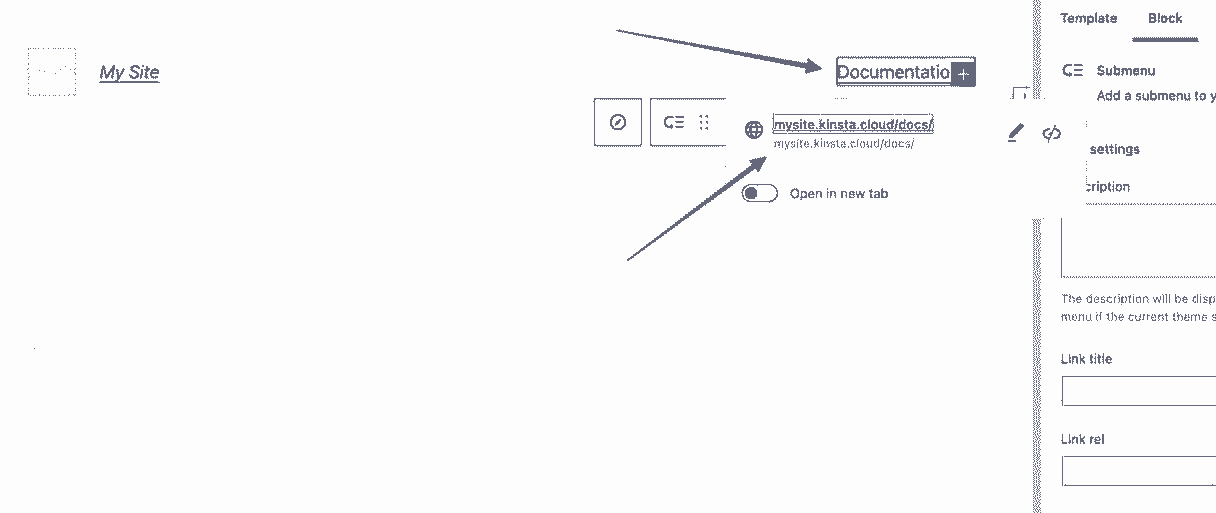 Template Block
My Site
Documentatio
Submenu
Add a submenu to y
mysite.kinsta.cloud/docs/
mysite.kinsta.cloud/docs/
settings
cription
Open in new tab
The description will be disp
menu if the current theme s
Link title
Link rel